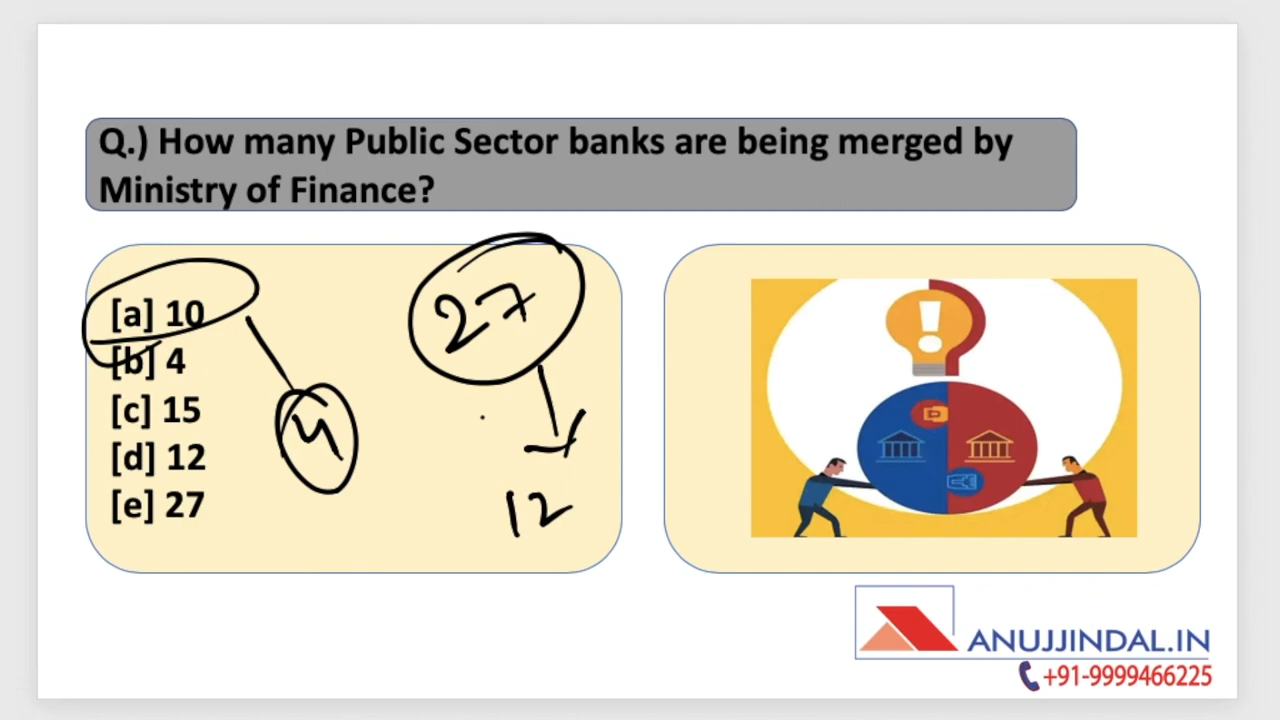 Q.) How many Public Sector banks are being merged by
Ministry of Finance?
[a] 10
[b] 4
[c] 15
[d] 12
[e] 27
4
27
12
ANUJJINDAL.IN
+91-9999466225